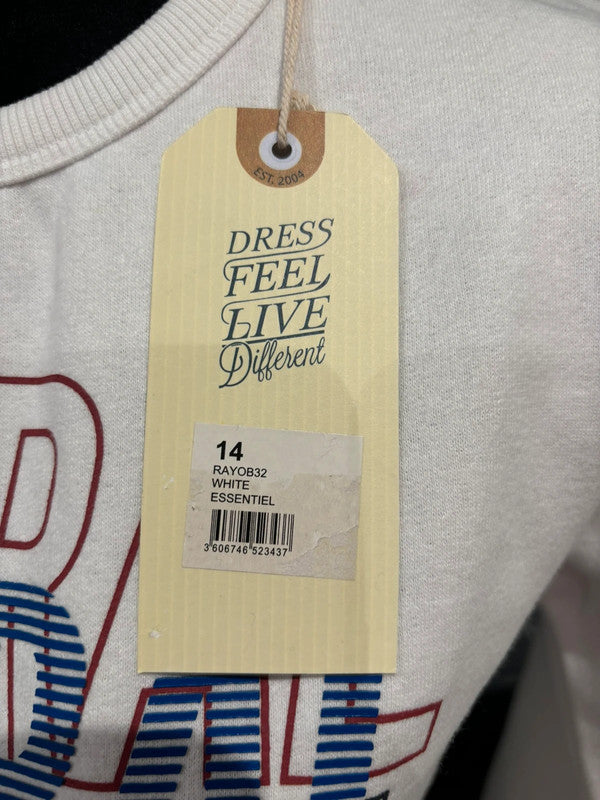 EST. 2004
DRESS
FEEL
LIVE
Different
14
RAYOB32
WHITE
ESSENTIEL
3 606746 523437